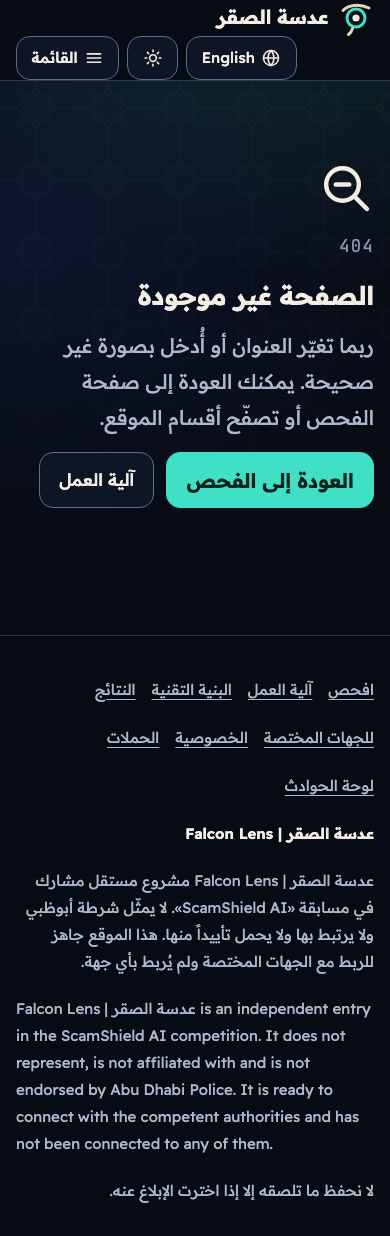 عدسة الصقر
English
القائمة
404
الصفحة غير موجودة
ربما تغيّر العنوان أو أُدخل بصورة غير
صحيحة. يمكنك العودة إلى صفحة
الفحص أو تصفّح أقسام الموقع.
العودة إلى الفحص
آلية العمل
افحص آلية العمل البنية التقنية النتائج
للجهات المختصة الخصوصية الحملات
لوحة الحوادث
عدسة الصقر | Falcon Lens
عدسة الصقر | Falcon Lens مشروع مستقل مشارك
في مسابقة «ScamShield AI». لا يمثّل شرطة أبوظبي
ولا يرتبط بها ولا يحمل تأييداً منها. هذا الموقع جاهز
للربط مع الجهات المختصة ولم يُربط بأي جهة.
Falcon Lens | عدسة الصقر is an independent entry
in the ScamShield AI competition. It does not
represent, is not affiliated with and is not
endorsed by Abu Dhabi Police. It is ready to
connect with the competent authorities and has
not been connected to any of them.
لا نحفظ ما تلصقه إلا إذا اخترت الإبلاغ عنه.